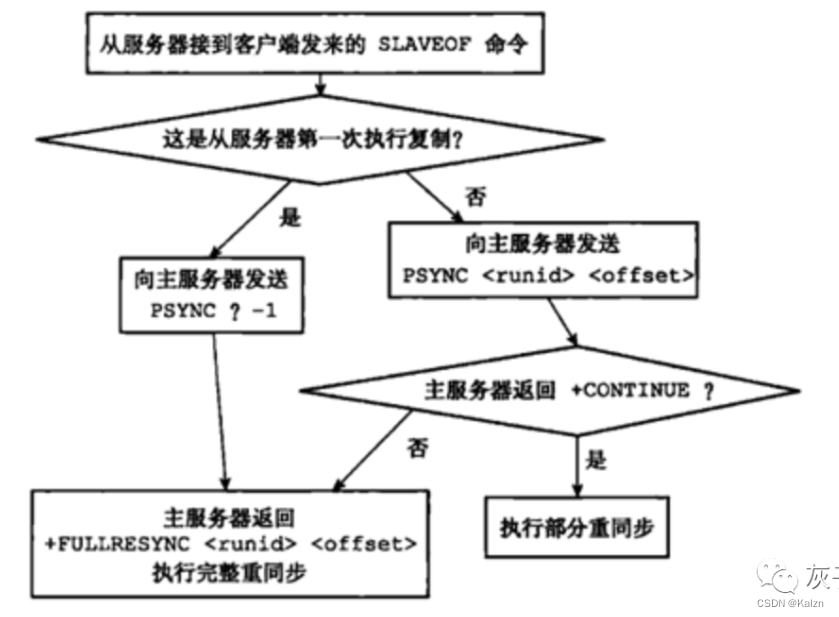 从服务器接到客户端发来的 SLAVEOF 命令
这是从服务器第一次执行复制？
是
否
向主服务器发送
PSYNC ? -1
向主服务器发送
PSYNC <runid> <offset>
主服务器返回 +CONTINUE ?
否
是
主服务器返回
+FULLRESYNC <runid> <offset>
执行完整重同步
执行部分重同步
灰
CSDN @Kalzn